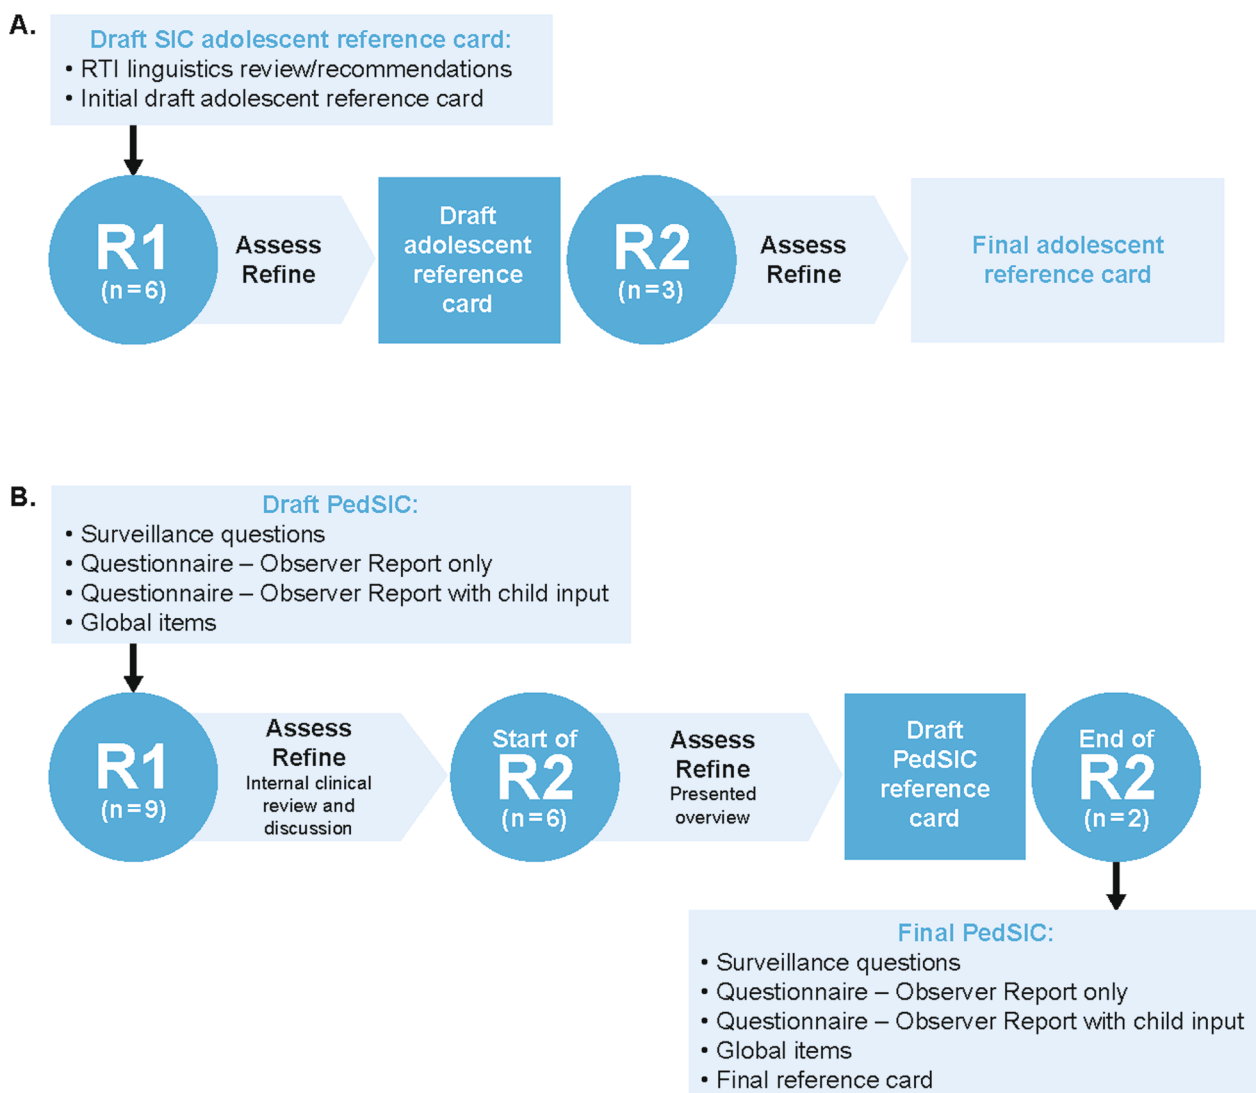 A.
Draft SIC adolescent reference card:
• RTI linguistics review/recommendations
• Initial draft adolescent reference card
R1
(n=6)
Assess
Refine
Draft
adolescent
reference
card
R2
(n=3)
Assess
Refine
Final adolescent
reference card
B.
Draft PedSIC:
• Surveillance questions
• Questionnaire – Observer Report only
• Questionnaire – Observer Report with child input
• Global items
R1
(n=9)
Assess
Refine
Internal clinical
review and
discussion
Start of
R2
(n=6)
Assess
Refine
Presented
overview
Draft
PedSIC
reference
card
End of
R2
(n=2)
Final PedSIC:
• Surveillance questions
• Questionnaire – Observer Report only
• Questionnaire – Observer Report with child input
• Global items
• Final reference card